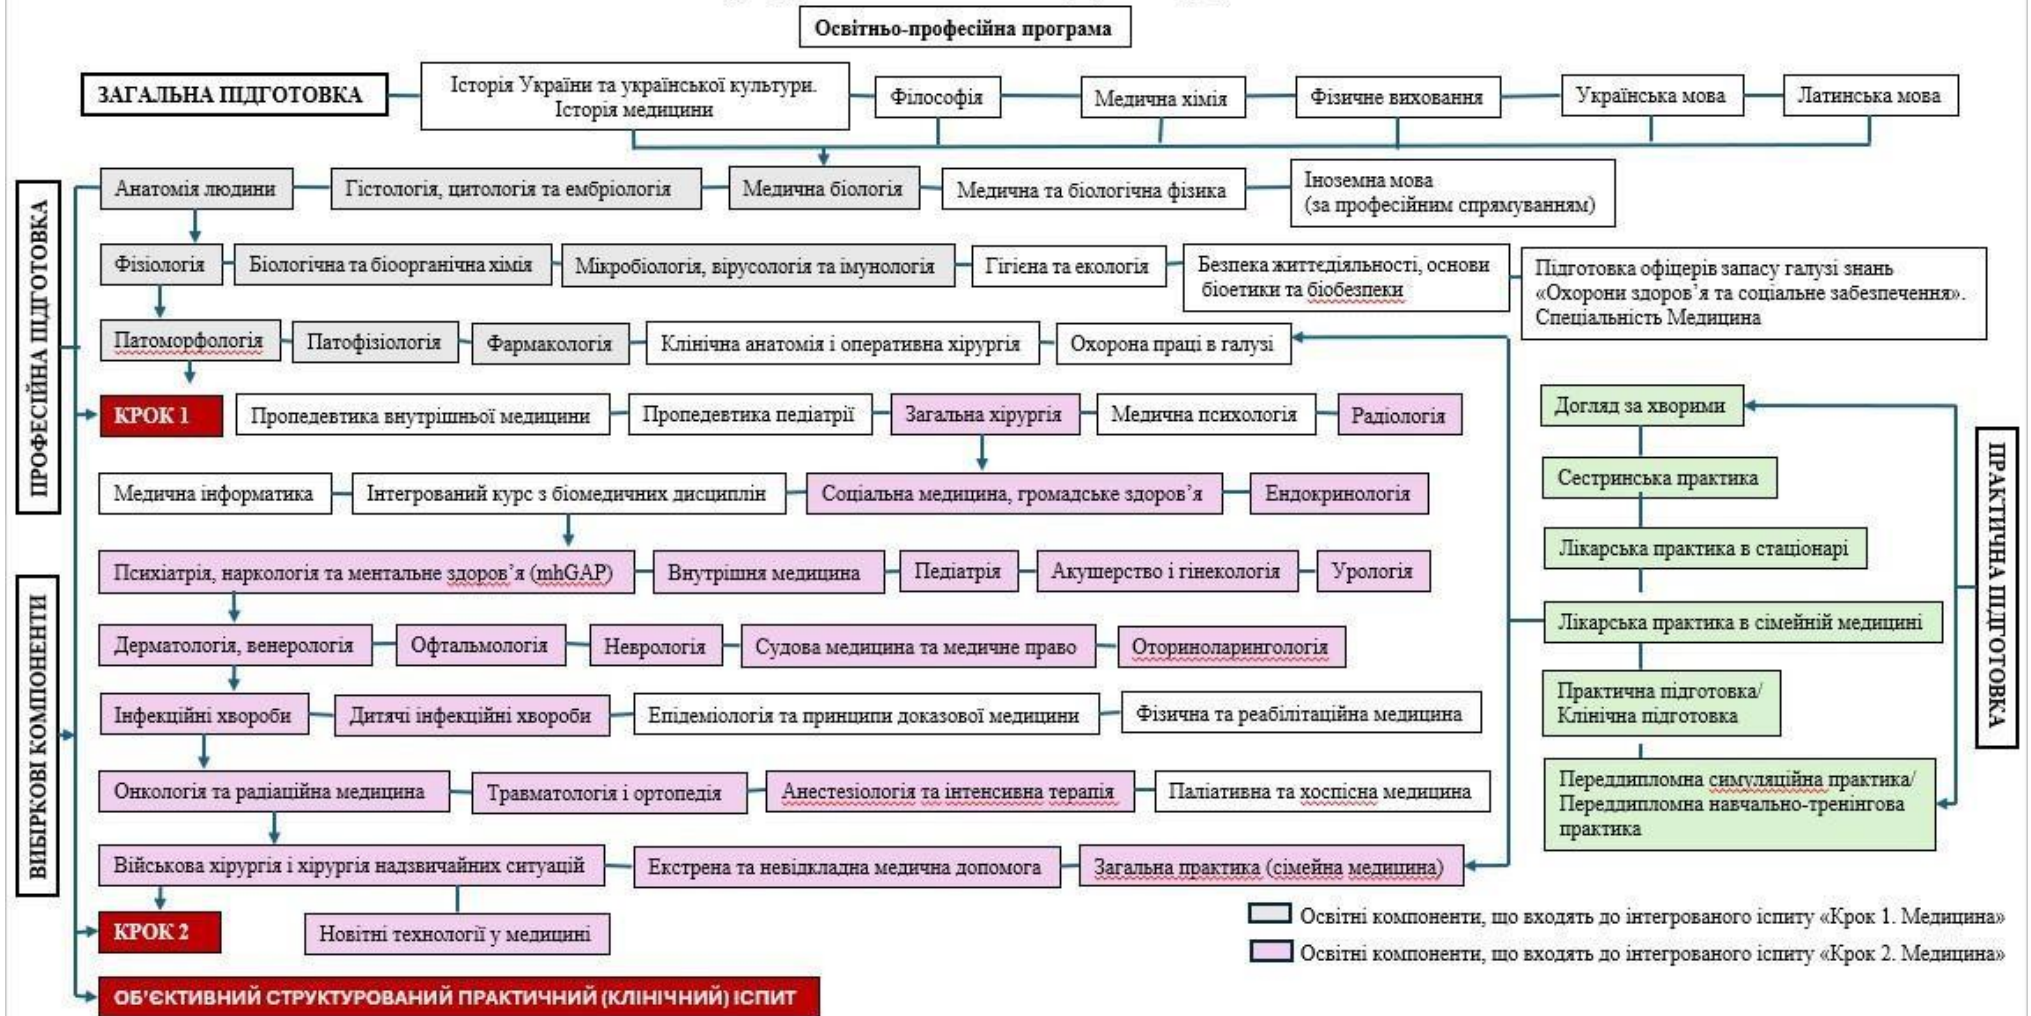 Освітньо-професійна програма
ЗАГАЛЬНА ПІДГОТОВКА
Історія України та української культури.
Історія медицини
Філософія
Медична хімія
Фізичне виховання
Українська мова
Латинська мова
ПРОФЕСІЙНА ПІДГОТОВКА
Анатомія людини
Гістологія, цитологія та ембріологія
Медична біологія
Медична та біологічна фізика
Іноземна мова
(за професійним спрямуванням)
Фізіологія
Біологічна та біоорганічна хімія
Мікробіологія, вірусологія та імунологія
Гігієна та екологія
Безпека життєдіяльності, основи
біоетики та біобезпеки
Підготовка офіцерів запасу галузі знань
«Охорони здоров’я та соціальне забезпечення».
Спеціальність Медицина
Патоморфологія
Патофізіологія
Фармакологія
Клінічна анатомія і оперативна хірургія
Охорона праці в галузі
КРОК 1
Пропедевтика внутрішньої медицини
Пропедевтика педіатрії
Загальна хірургія
Медична психологія
Радіологія
Медична інформатика
Інтегрований курс з біомедичних дисциплін
Соціальна медицина, громадське здоров’я
Ендокринологія
ВИБІРКОВІ КОМПОНЕНТИ
Психіатрія, наркологія та ментальне здоров’я (mhGAP)
Внутрішня медицина
Педіатрія
Акушерство і гінекологія
Урологія
Дерматологія, венерологія
Офтальмологія
Неврологія
Судова медицина та медичне право
Оториноларингологія
Інфекційні хвороби
Дитячі інфекційні хвороби
Епідеміологія та принципи доказової медицини
Фізична та реабілітаційна медицина
Онкологія та радіаційна медицина
Травматологія і ортопедія
Анестезіологія та інтенсивна терапія
Паліативна та хоспісна медицина
Військова хірургія і хірургія надзвичайних ситуацій
Екстрена та невідкладна медична допомога
Загальна практика (сімейна медицина)
КРОК 2
Новітні технології у медицині
ОБ’ЄКТИВНИЙ СТРУКТУРОВАНИЙ ПРАКТИЧНИЙ (КЛІНІЧНИЙ) ІСПИТ
ПРАКТИЧНА ПІДГОТОВКА
Догляд за хворими
Сестринська практика
Лікарська практика в стаціонарі
Лікарська практика в сімейній медицині
Практична підготовка/
Клінічна підготовка
Переддипломна симуляційна практика/
Переддипломна навчально-тренінгова
практика
Освітні компоненти, що входять до інтегрованого іспиту «Крок 1. Медицина»
Освітні компоненти, що входять до інтегрованого іспиту «Крок 2. Медицина»